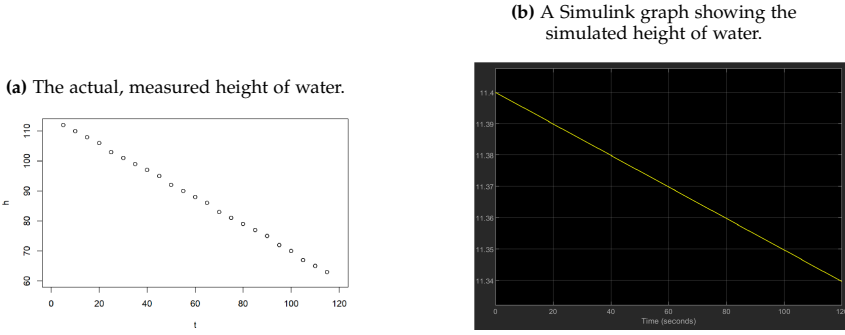 (b) A Simulink graph showing the
simulated height of water.
(a) The actual, measured height of water.
110
100
90
80
70
60
h
0 20 40 60 80 100 120
t
11.4
11.39
11.38
11.37
11.36
11.35
11.34
0 20 40 60 80 100 120
Time (seconds)